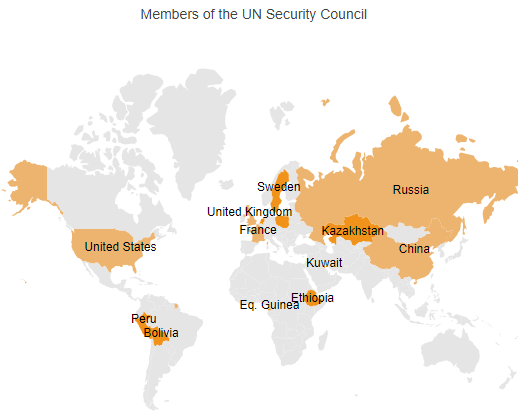 Members of the UN Security Council
Sweden
Russia
United Kingdom
France
Kazakhstan
United States
China
Kuwait
Ethiopia
Eq. Guinea
Peru
Bolivia